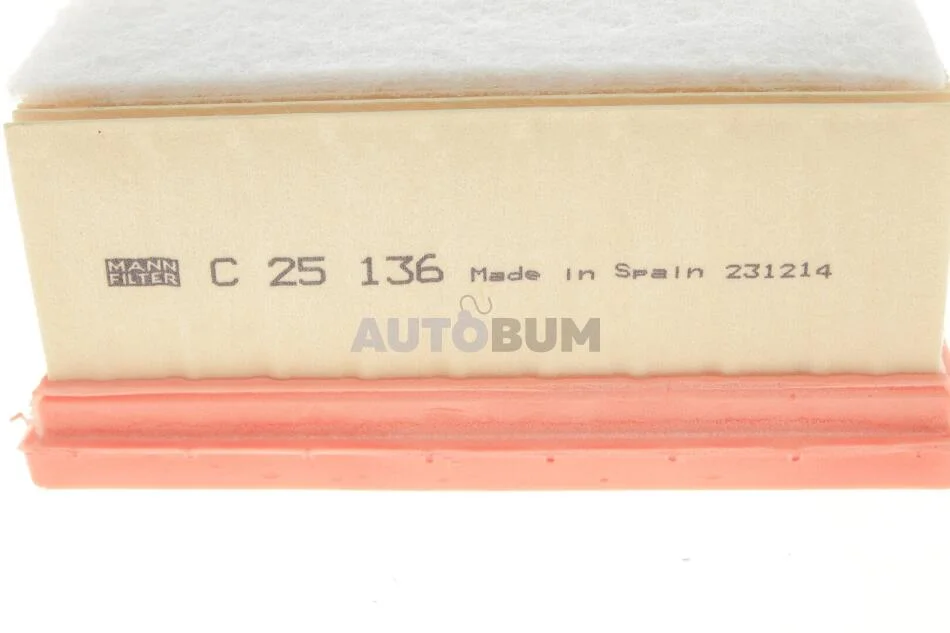 MANN
FILTER
C 25 136 Made in Spain 231214
AUTOBUM